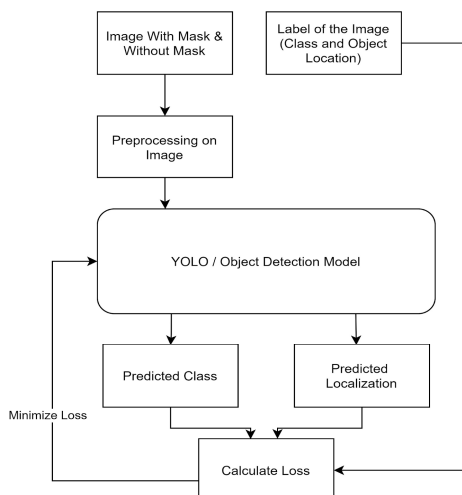 Image With Mask &
Without Mask
Label of the Image
(Class and Object
Location)
Preprocessing on
Image
YOLO / Object Detection Model
Predicted Class
Predicted
Localization
Minimize Loss
Calculate Loss